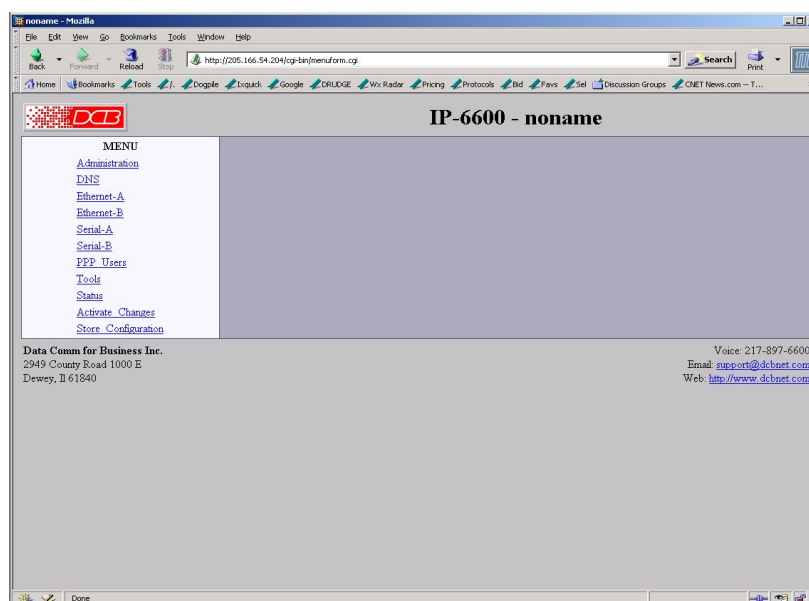 noname - Mozilla
File Edit View Go Bookmarks Tools Window Help
Back Forward Reload Stop http://205.166.54.204/cgi-bin/menuform.cgi Search Print
Home Bookmarks Tools /. Dogpile Ixquick Google DRUDGE Wx Radar Pricing Protocols Bid Favs Sel Discussion Groups CNET News.com -- T...
DCB IP-6600 - noname
MENU
Administration
DNS
Ethernet-A
Ethernet-B
Serial-A
Serial-B
PPP Users
Tools
Status
Activate Changes
Store Configuration
Data Comm for Business Inc.
2949 County Road 1000 E
Dewey, Il 61840
Voice: 217-897-6600
Email: support@dcbnet.com
Web: http://www.dcbnet.com
Done